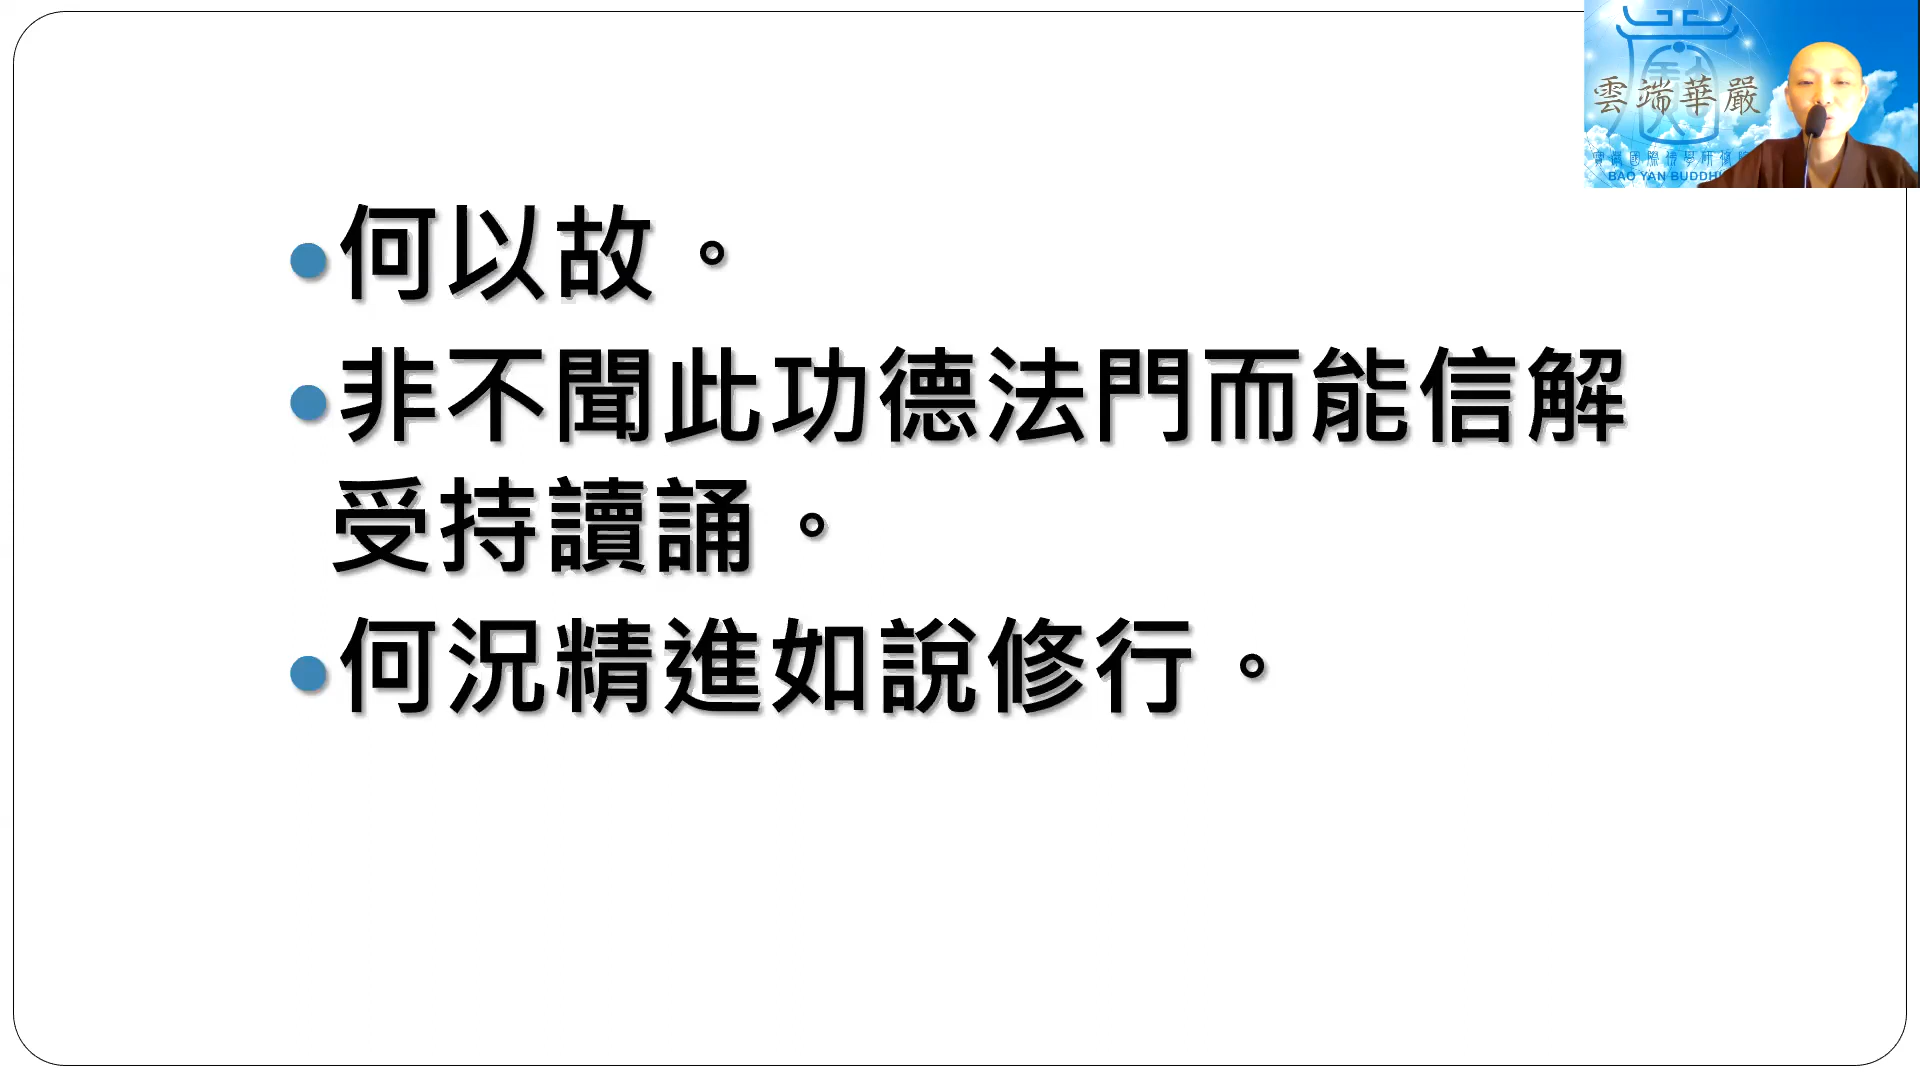 何以故。
非不聞此功德法門而能信解
受持讀誦。
何況精進如說修行。
雲端華嚴
BAO YAN BUDDH